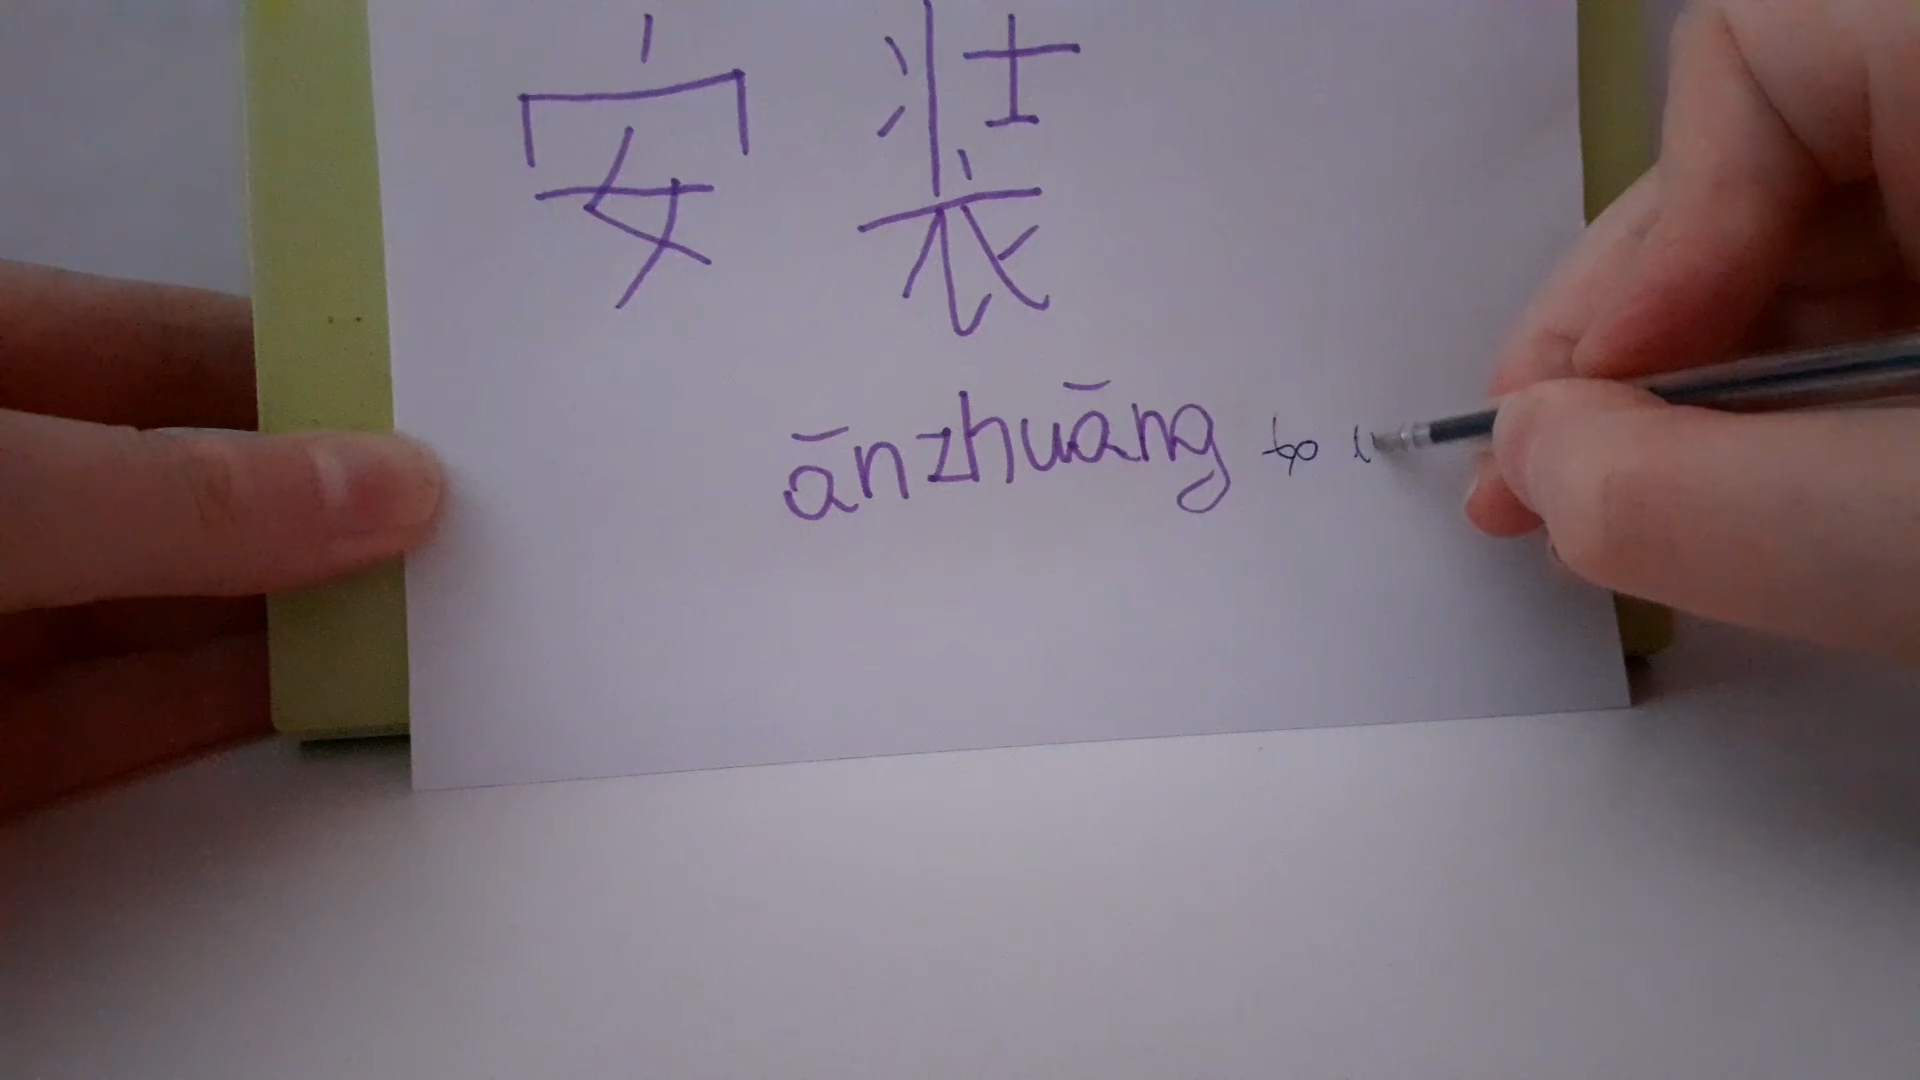 安装
ānzhuāng to